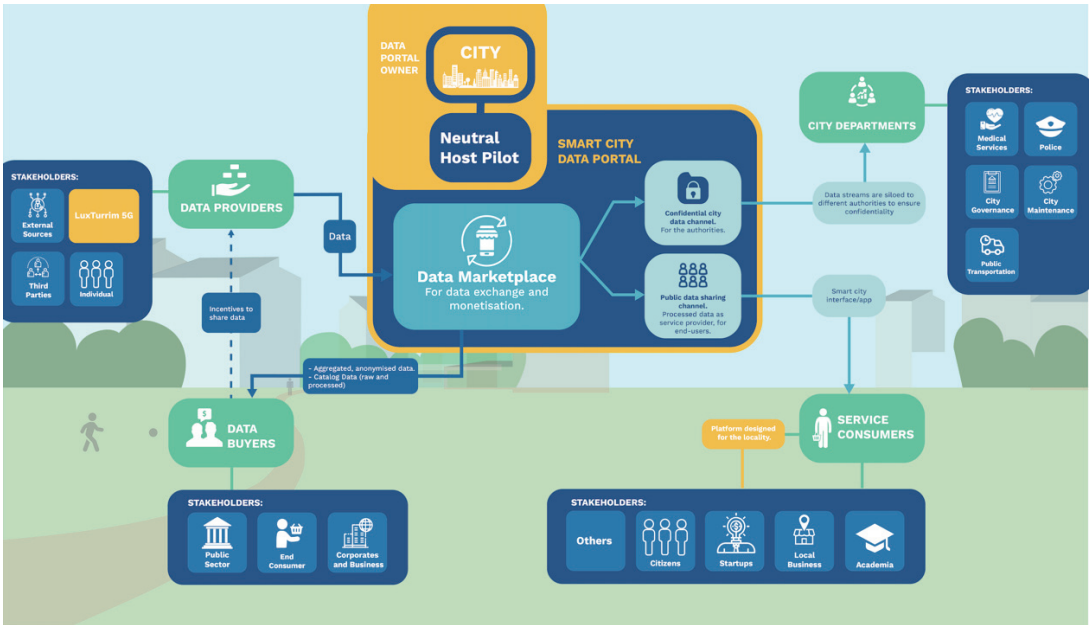 DATA
PORTAL
OWNER
CITY
Neutral
Host Pilot
SMART CITY
DATA PORTAL
STAKEHOLDERS:
External
Sources
LuxTurrim 5G
Third
Parties
Individual
DATA PROVIDERS
Data
Data Marketplace
For data exchange and
monetisation.
Confidential city
data channel.
For the authorities.
Public data sharing
channel.
Processed data as
service provider, for
end-users.
Data streams are siloed to
different authorities to ensure
confidentiality
CITY DEPARTMENTS
STAKEHOLDERS:
Medical
Services
Police
City
Governance
City
Maintenance
Public
Transportation
Smart city
interface/app
Incentives to
share data
- Aggregated, anonymised data.
- Catalog Data (raw and
processed)
$
DATA
BUYERS
STAKEHOLDERS:
Public
Sector
End
Consumer
Corporates
and Business
Platform designed
for the locality.
SERVICE
CONSUMERS
STAKEHOLDERS:
Others
Citizens
$
Startups
Local
Business
Academia